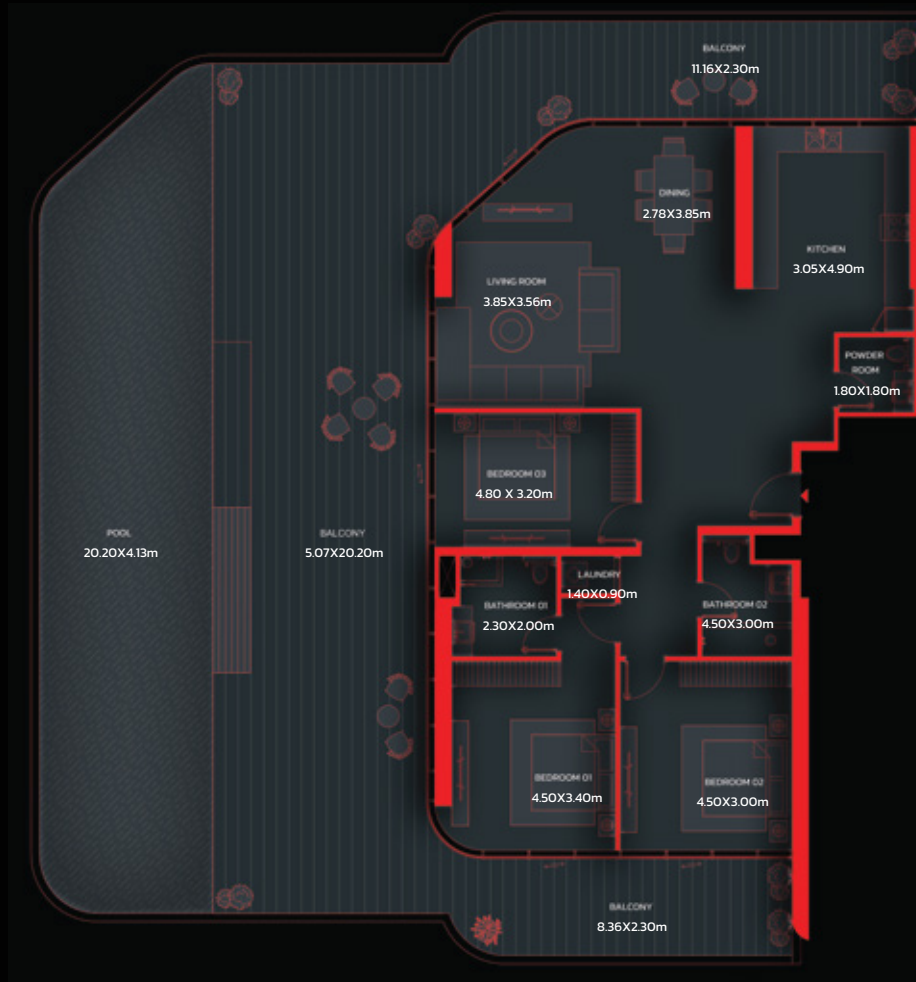 BALCONY
11.16X2.30m
DINING
2.78X3.85m
KITCHEN
3.05X4.90m
LIVING ROOM
3.85X3.56m
POWDER
ROOM
1.80X1.80m
BEDROOM 03
4.80 X 3.20m
POOL
20.20X4.13m
BALCONY
5.07X20.20m
LAUNDRY
1.40X0.90m
BATHROOM 01
2.30X2.00m
BATHROOM 02
4.50X3.00m
BEDROOM 01
4.50X3.40m
BEDROOM 02
4.50X3.00m
BALCONY
8.36X2.30m